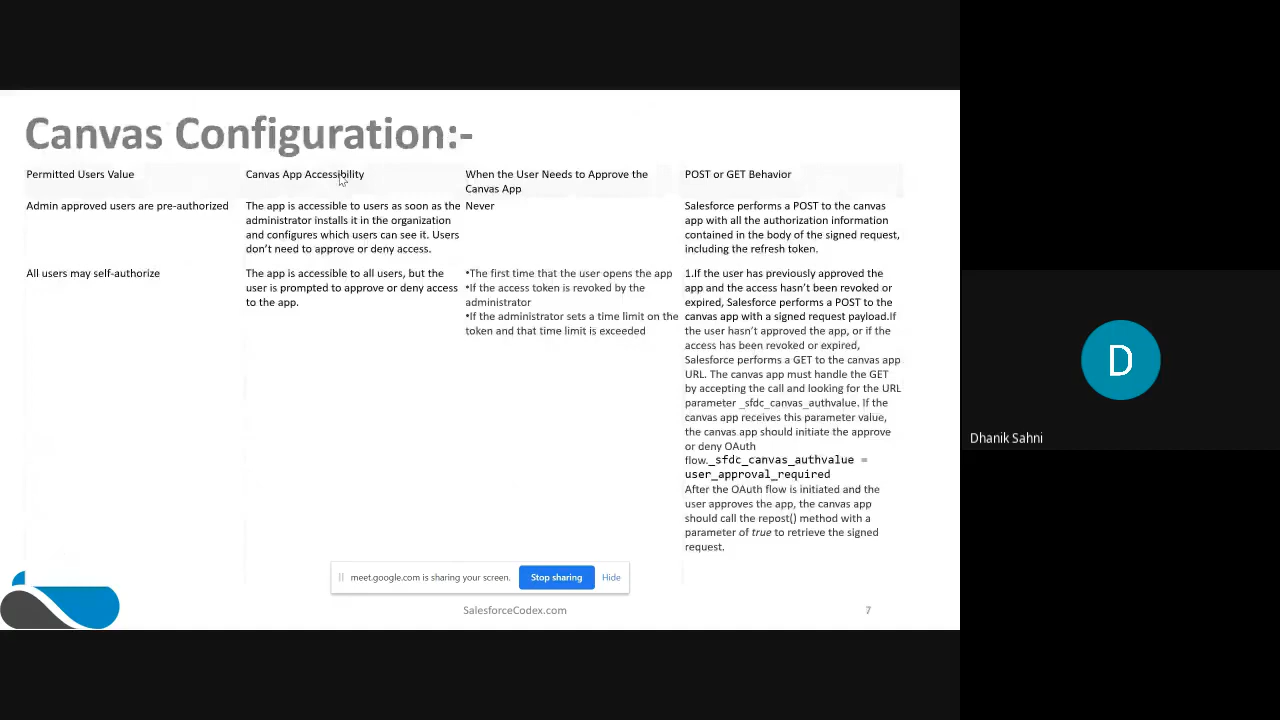 Canvas Configuration:-
Permitted Users Value
Canvas App Accessibility
When the User Needs to Approve the
Canvas App
POST or GET Behavior
Admin approved users are pre-authorized
The app is accessible to users as soon as the
administrator installs it in the organization
and configures which users can see it. Users
don’t need to approve or deny access.
Never
Salesforce performs a POST to the canvas
app with all the authorization information
contained in the body of the signed request,
including the refresh token.
All users may self-authorize
The app is accessible to all users, but the
user is prompted to approve or deny access
to the app.
•The first time that the user opens the app
•If the access token is revoked by the
administrator
•If the administrator sets a time limit on the
token and that time limit is exceeded
1.If the user has previously approved the
app and the access hasn’t been revoked or
expired, Salesforce performs a POST to the
canvas app with a signed request payload.If
the user hasn’t approved the app, or if the
access has been revoked or expired,
Salesforce performs a GET to the canvas app
URL. The canvas app must handle the GET
by accepting the call and looking for the URL
parameter _sfdc_canvas_authvalue. If the
canvas app receives this parameter value,
the canvas app should initiate the approve
or deny OAuth
flow._sfdc_canvas_authvalue =
user_approval_required
After the OAuth flow is initiated and the
user approves the app, the canvas app
should call the repost() method with a
parameter of true to retrieve the signed
request.
meet.google.com is sharing your screen.
Stop sharing
Hide
SalesforceCodex.com
7
D
Dhanik Sahni